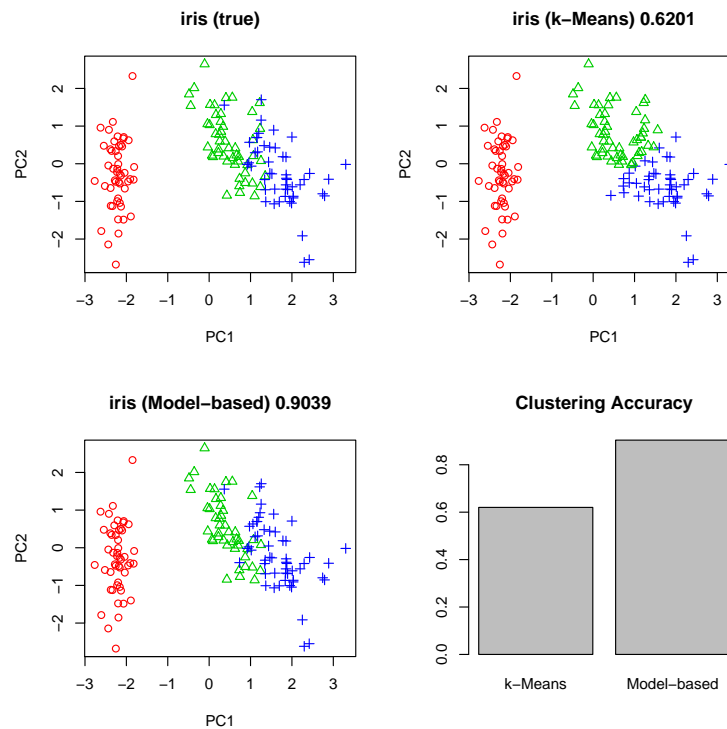 iris (true)
PC2
2
1
0
−1
−2
−3 −2 −1 0 1 2 3
PC1
iris (k−Means) 0.6201
PC2
2
1
0
−1
−2
−3 −2 −1 0 1 2 3
PC1
iris (Model−based) 0.9039
PC2
2
1
0
−1
−2
−3 −2 −1 0 1 2 3
PC1
Clustering Accuracy
0.8
0.6
0.4
0.2
0.0
k−Means Model−based